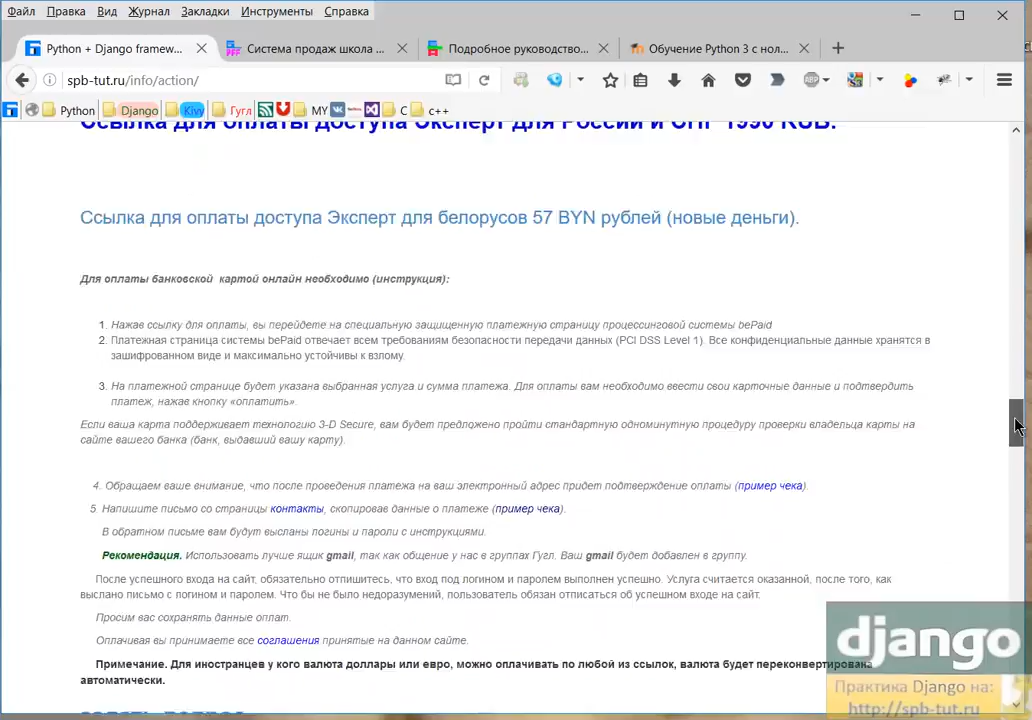 Файл Правка Вид Журнал Закладки Инструменты Справка
Python + Django framew... Система продаж школа ... Подробное руководство... Обучение Python 3 с нол...
spb-tut.ru/info/action/
Python Django Kivy Гугл MY C c++
Ссылка для оплаты доступа Эксперт для России и СНГ 1990 RUB.
Ссылка для оплаты доступа Эксперт для белорусов 57 BYN рублей (новые деньги).
Для оплаты банковской картой онлайн необходимо (инструкция):
1. Нажав ссылку для оплаты, вы перейдете на специальную защищенную платежную страницу процессинговой системы bePaid
2. Платежная страница системы bePaid отвечает всем требованиям безопасности передачи данных (PCI DSS Level 1). Все конфиденциальные данные хранятся в
зашифрованном виде и максимально устойчивы к взлому.
3. На платежной странице будет указана выбранная услуга и сумма платежа. Для оплаты вам необходимо ввести свои карточные данные и подтвердить
платеж, нажав кнопку «оплатить».
Если ваша карта поддерживает технологию 3-D Secure, вам будет предложено пройти стандартную одноминутную процедуру проверки владельца карты на
сайте вашего банка (банк, выдавший вашу карту).
4. Обращаем ваше внимание, что после проведения платежа на ваш электронный адрес придет подтверждение оплаты (пример чека).
5. Напишите письмо со страницы контакты, скопировав данные о платеже (пример чека).
В обратном письме вам будут высланы логины и пароли с инструкциями.
Рекомендация. Использовать лучше ящик gmail, так как общение у нас в группах Гугл. Ваш gmail будет добавлен в группу.
После успешного входа на сайт, обязательно отпишитесь, что вход под логином и паролем выполнен успешно. Услуга считается оказанной, после того, как
выслано письмо с логином и паролем. Что бы не было недоразумений, пользователь обязан отписаться об успешном входе на сайт.
Просим вас сохранять данные оплат.
Оплачивая вы принимаете все соглашения принятые на данном сайте.
Примечание. Для иностранцев у кого валюта доллары или евро, можно оплачивать по любой из ссылок, валюта будет переконвертирована
автоматически.
django
Практика Django на:
http://spb-tut.ru